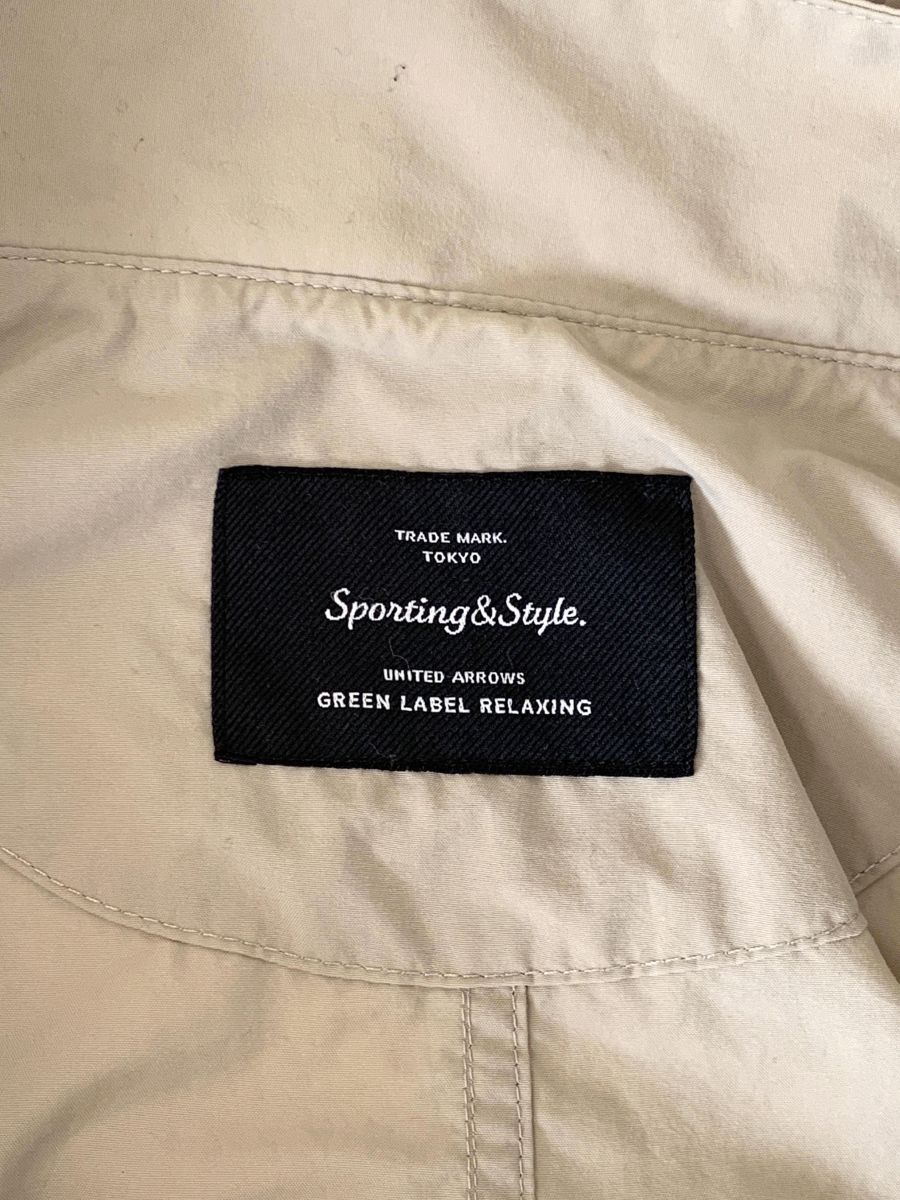 TRADE MARK.
TOKYO
Sporting&Style.
UNITED ARROWS
GREEN LABEL RELAXING